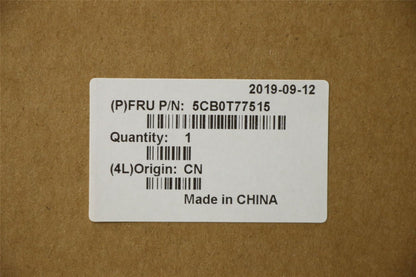 2019-09-12
(P)FRU P/N: 5CB0T77515
Quantity: 1
(4L)Origin: CN
Made in CHINA